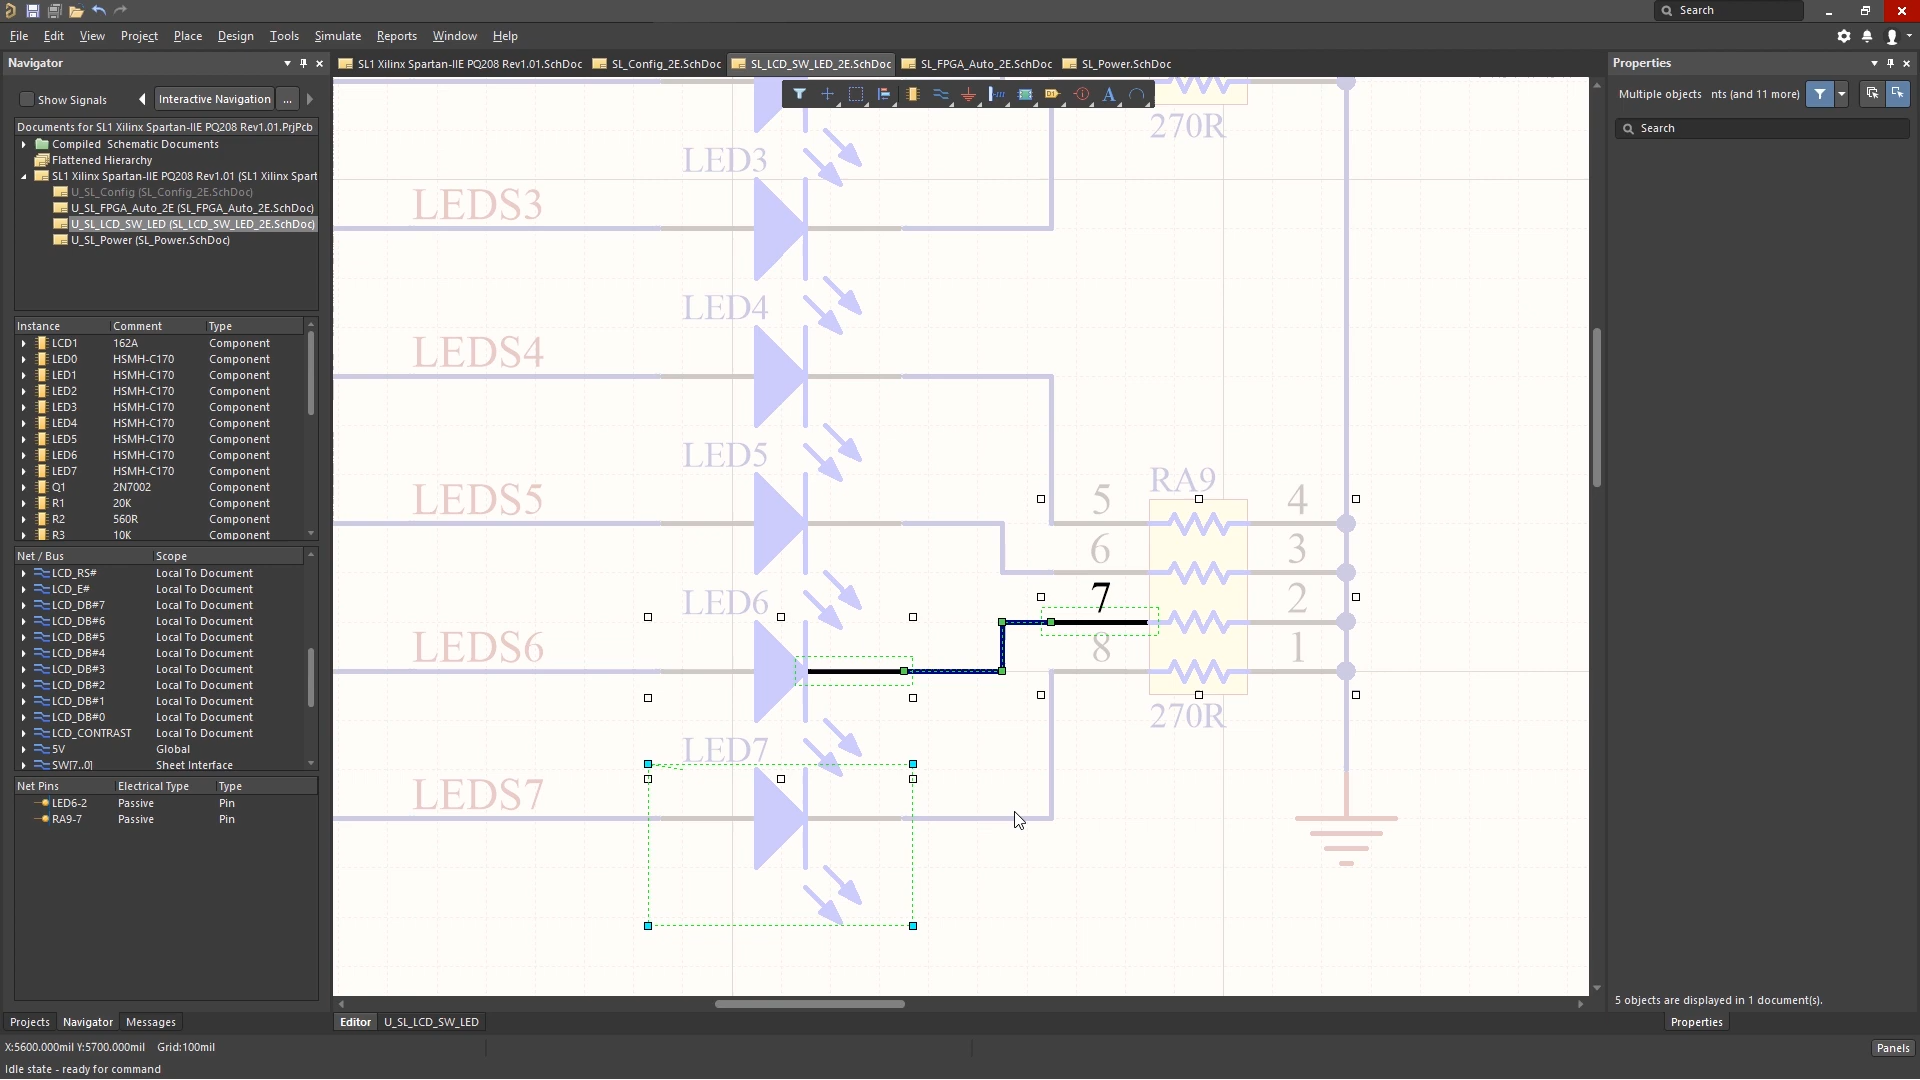 Search
File Edit View Project Place Design Tools Simulate Reports Window Help
Navigator
SL1 Xilinx Spartan-IIE PQ208 Rev1.01.SchDoc SL_Config_2E.SchDoc SL_LCD_SW_LED_2E.SchDoc SL_FPGA_Auto_2E.SchDoc SL_Power.SchDoc
Properties
Show Signals Interactive Navigation ...
Multiple objects nts (and 11 more)
Search
Documents for SL1 Xilinx Spartan-IIE PQ208 Rev1.01.PrjPcb
Compiled Schematic Documents
Flattened Hierarchy
SL1 Xilinx Spartan-IIE PQ208 Rev1.01 (SL1 Xilinx Spart
U_SL_Config (SL_Config_2E.SchDoc)
U_SL_FPGA_Auto_2E (SL_FPGA_Auto_2E.SchDoc)
U_SL_LCD_SW_LED (SL_LCD_SW_LED_2E.SchDoc)
U_SL_Power (SL_Power.SchDoc)
Instance Comment Type
LCD1 162A Component
LED0 HSMH-C170 Component
LED1 HSMH-C170 Component
LED2 HSMH-C170 Component
LED3 HSMH-C170 Component
LED4 HSMH-C170 Component
LED5 HSMH-C170 Component
LED6 HSMH-C170 Component
LED7 HSMH-C170 Component
Q1 2N7002 Component
R1 20K Component
R2 560R Component
R3 10K Component
Net / Bus Scope
LCD_RS# Local To Document
LCD_E# Local To Document
LCD_DB#7 Local To Document
LCD_DB#6 Local To Document
LCD_DB#5 Local To Document
LCD_DB#4 Local To Document
LCD_DB#3 Local To Document
LCD_DB#2 Local To Document
LCD_DB#1 Local To Document
LCD_DB#0 Local To Document
LCD_CONTRAST Local To Document
5V Global
SW[7..0] Sheet Interface
Net Pins Electrical Type Type
LED6-2 Passive Pin
RA9-7 Passive Pin
270R
LED3
LEDS3
LED4
LEDS4
LED5
RA9
LEDS5
5 4
6 3
LED6
7 2
LEDS6
8 1
270R
LED7
LEDS7
5 objects are displayed in 1 document(s).
Projects Navigator Messages
Editor U_SL_LCD_SW_LED
Properties
X:5600.000mil Y:5700.000mil Grid:100mil
Panels
Idle state - ready for command